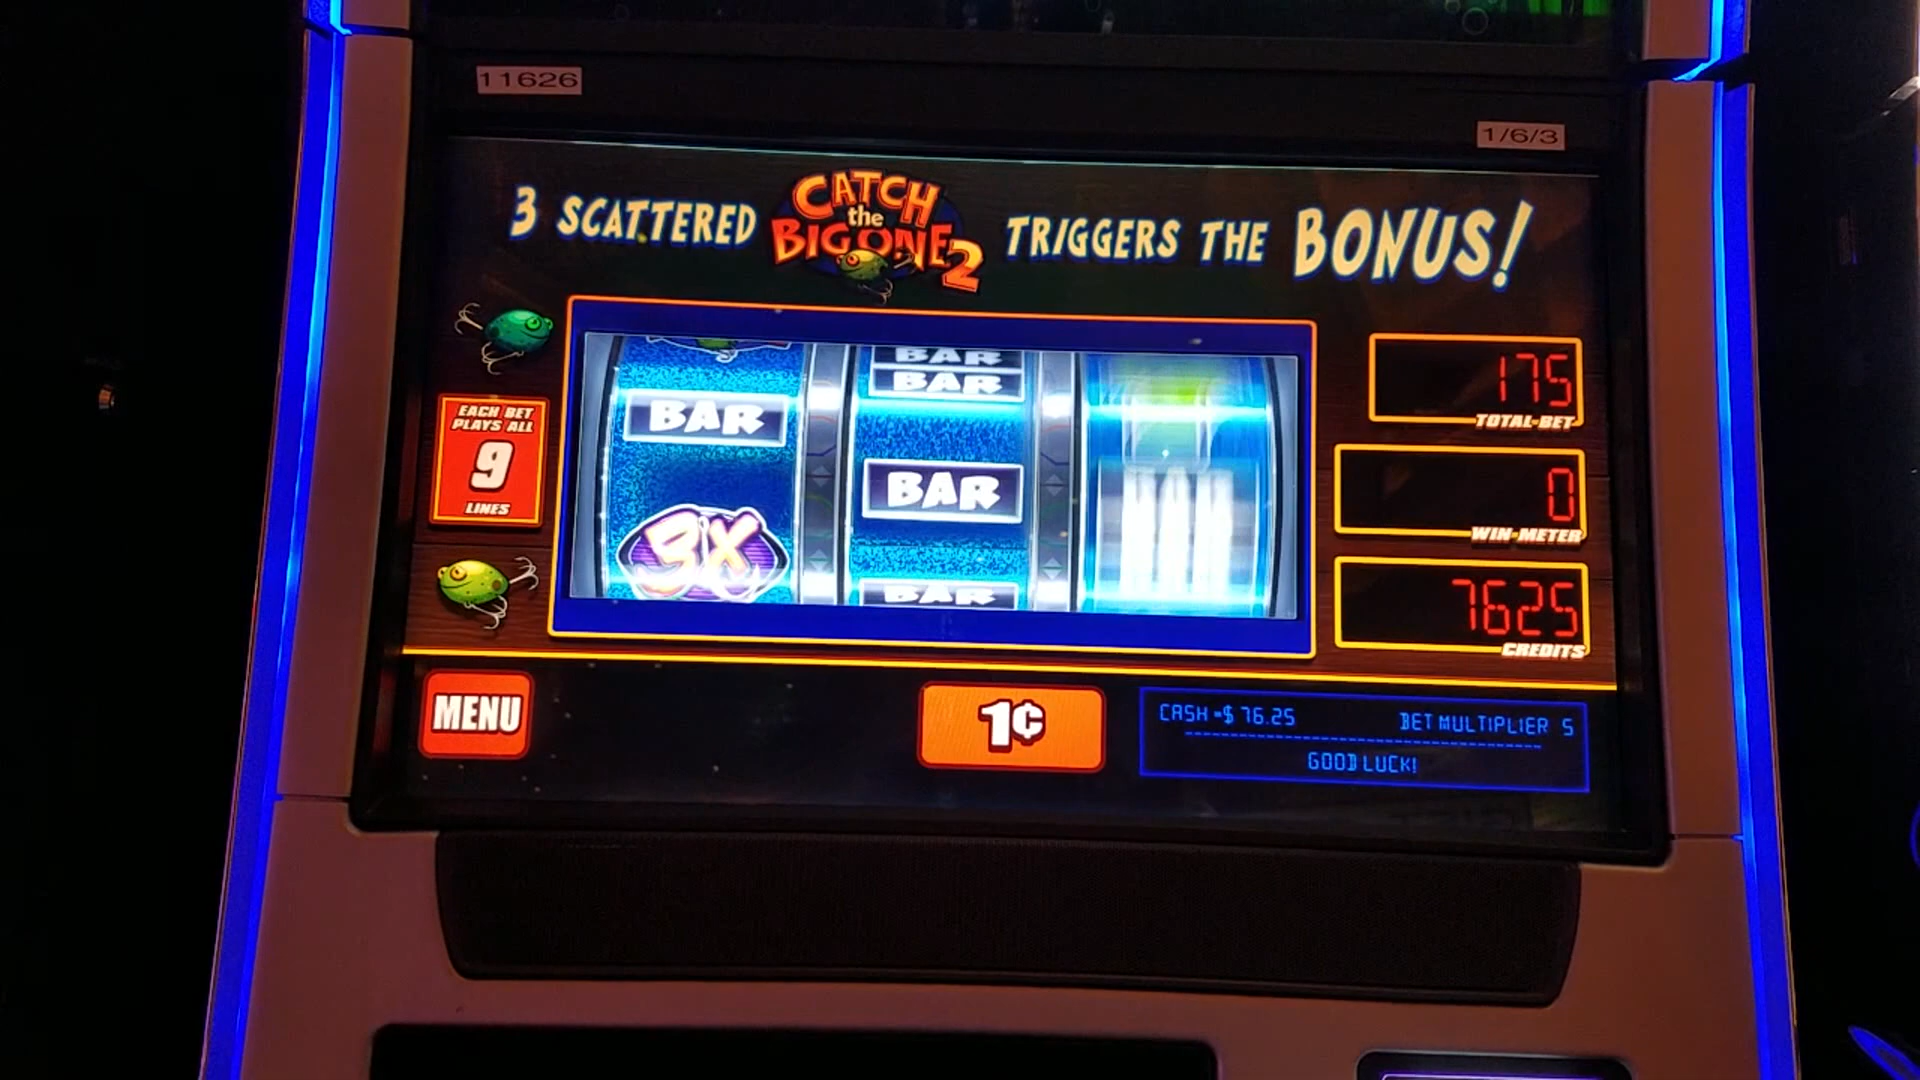 11626
1/6/3
3 SCATTERED CATCH the BIG ONE 2 TRIGGERS THE BONUS!
EACH BET
PLAYS ALL
9
LINES
BAR
3X
BAR
BAR
BAR
BAR
175
TOTAL-BET
0
WIN-METER
7625
CREDITS
MENU
1¢
CASH =$ 76.25
BET MULTIPLIER 5
GOOD LUCK!